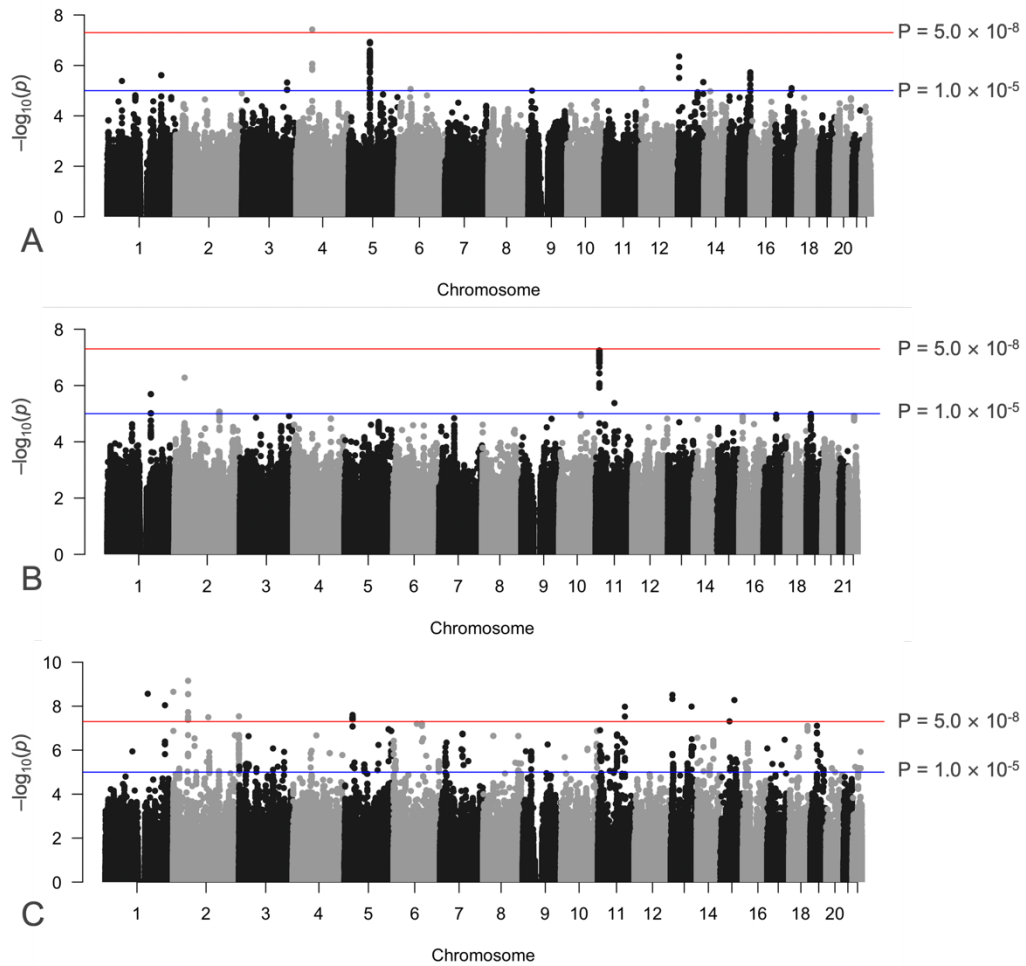 8
6
4
2
0
−log₁₀(p)
P = 5.0 × 10⁻⁸
P = 1.0 × 10⁻⁵
A
1 2 3 4 5 6 7 8 9 10 11 12 14 16 18 20
Chromosome
8
6
4
2
0
−log₁₀(p)
P = 5.0 × 10⁻⁸
P = 1.0 × 10⁻⁵
B
1 2 3 4 5 6 7 8 9 10 11 12 14 16 18 21
Chromosome
10
8
6
4
2
0
−log₁₀(p)
P = 5.0 × 10⁻⁸
P = 1.0 × 10⁻⁵
C
1 2 3 4 5 6 7 8 9 10 11 12 14 16 18 20
Chromosome